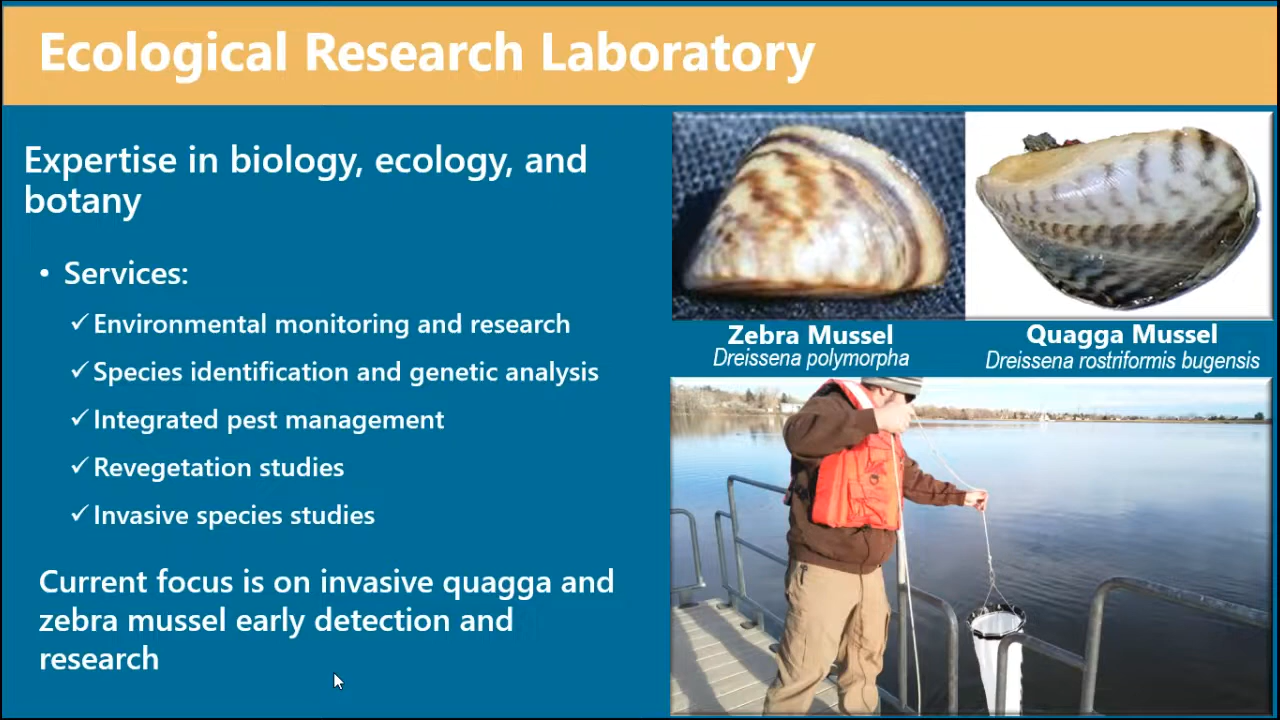 Ecological Research Laboratory
Expertise in biology, ecology, and
botany
• Services:
✓Environmental monitoring and research
✓Species identification and genetic analysis
✓Integrated pest management
✓Revegetation studies
✓Invasive species studies
Current focus is on invasive quagga and
zebra mussel early detection and
research
Zebra Mussel
Dreissena polymorpha
Quagga Mussel
Dreissena rostriformis bugensis